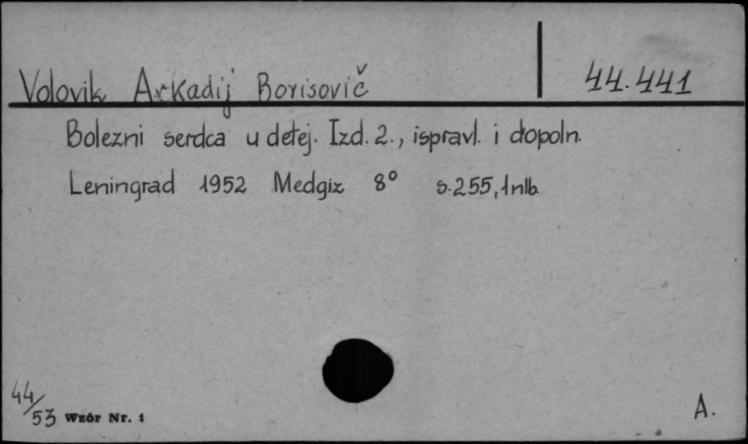 Volovik Arkadij Borisovič 44.441
Bolezni serdca u detej. Izd. 2., ispravl. i dopoln.
Leningrad 1952 Medgiz 8° s. 255, 1 nlb.
44/53 Wzór Nr. 1
A.